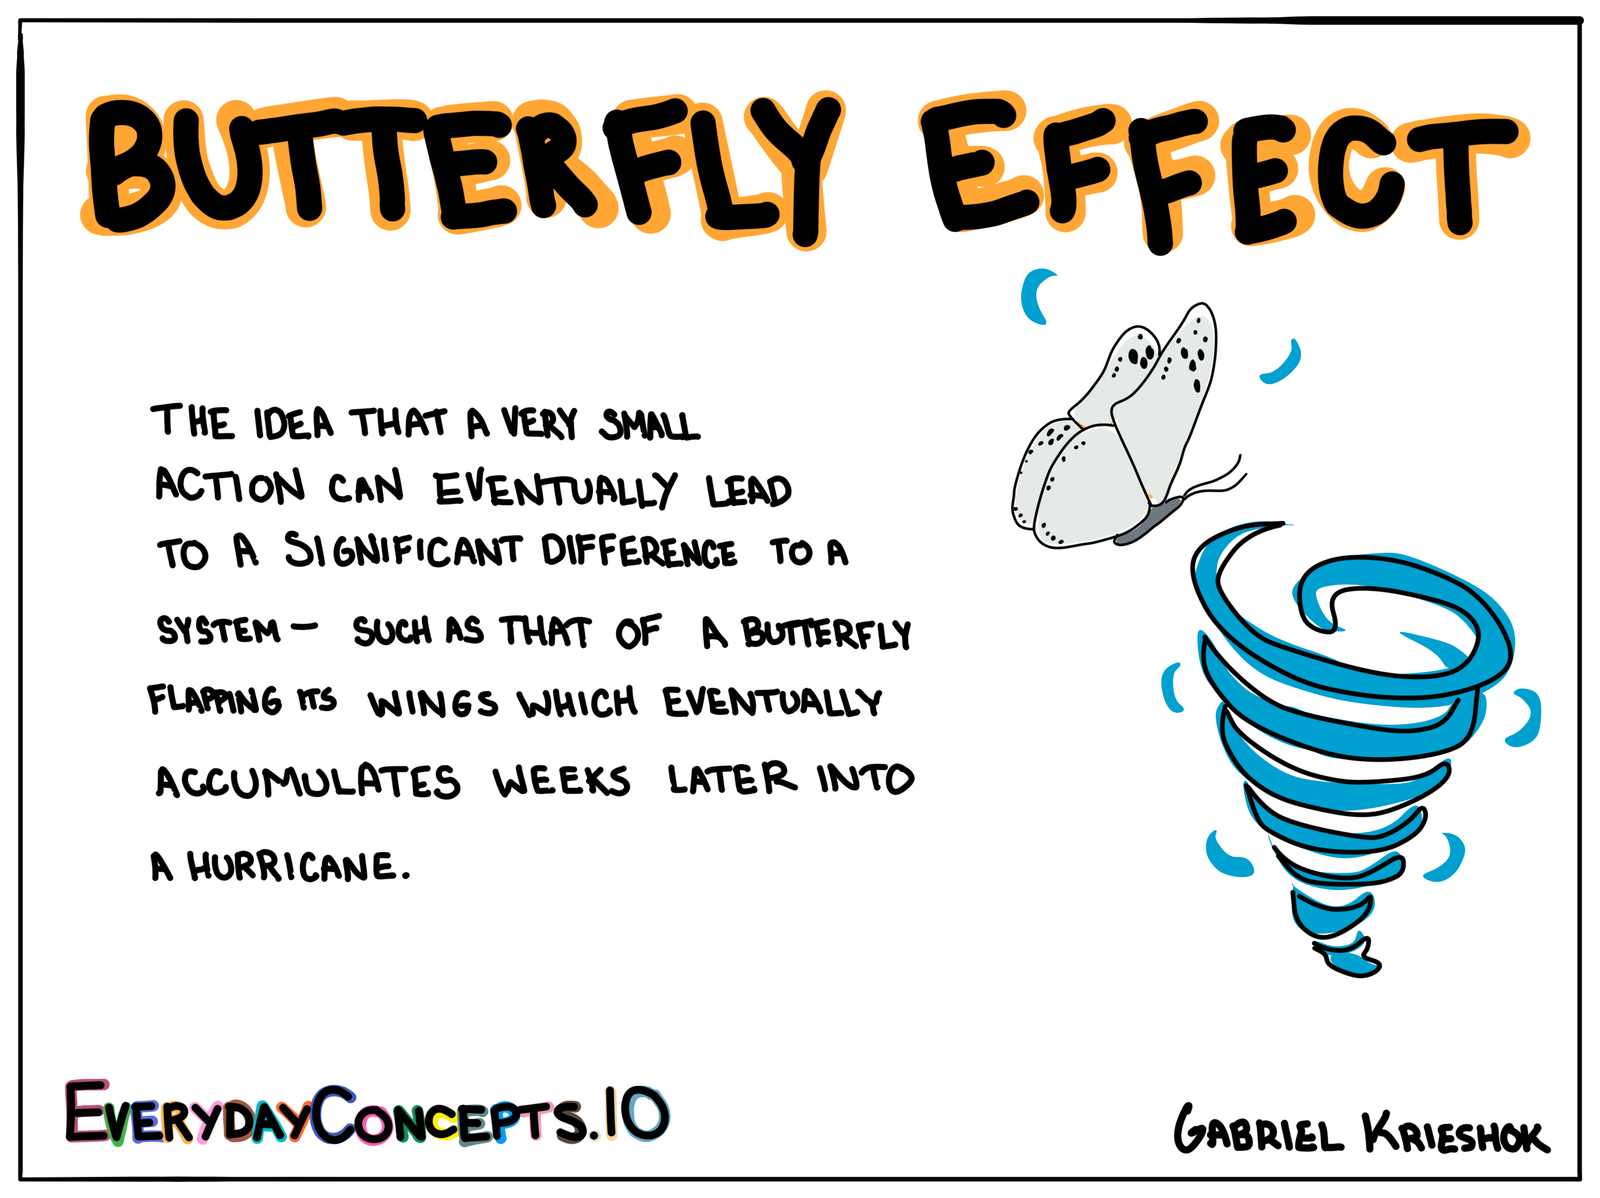 BUTTERFLY EFFECT
THE IDEA THAT A VERY SMALL
ACTION CAN EVENTUALLY LEAD
TO A SIGNIFICANT DIFFERENCE TO A
SYSTEM – SUCH AS THAT OF A BUTTERFLY
FLAPPING ITS WINGS WHICH EVENTUALLY
ACCUMULATES WEEKS LATER INTO
A HURRICANE.
EVERYDAYCONCEPTS.IO
GABRIEL KRIESHOK